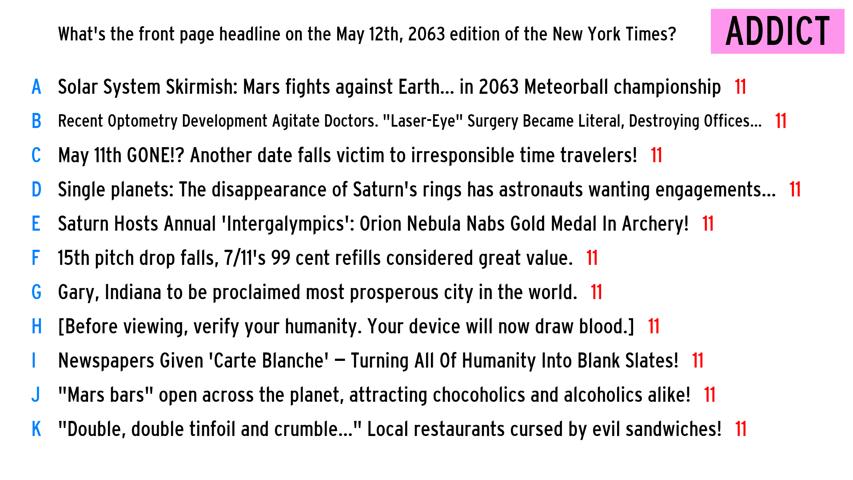 What's the front page headline on the May 12th, 2063 edition of the New York Times?
ADDICT
A Solar System Skirmish: Mars fights against Earth... in 2063 Meteorball championship 11
B Recent Optometry Development Agitate Doctors. "Laser-Eye" Surgery Became Literal, Destroying Offices... 11
C May 11th GONE!? Another date falls victim to irresponsible time travelers! 11
D Single planets: The disappearance of Saturn's rings has astronauts wanting engagements... 11
E Saturn Hosts Annual 'Intergalympics': Orion Nebula Nabs Gold Medal In Archery! 11
F 15th pitch drop falls, 7/11's 99 cent refills considered great value. 11
G Gary, Indiana to be proclaimed most prosperous city in the world. 11
H [Before viewing, verify your humanity. Your device will now draw blood.] 11
I Newspapers Given 'Carte Blanche' – Turning All Of Humanity Into Blank Slates! 11
J "Mars bars" open across the planet, attracting chocoholics and alcoholics alike! 11
K "Double, double tinfoil and crumble..." Local restaurants cursed by evil sandwiches! 11